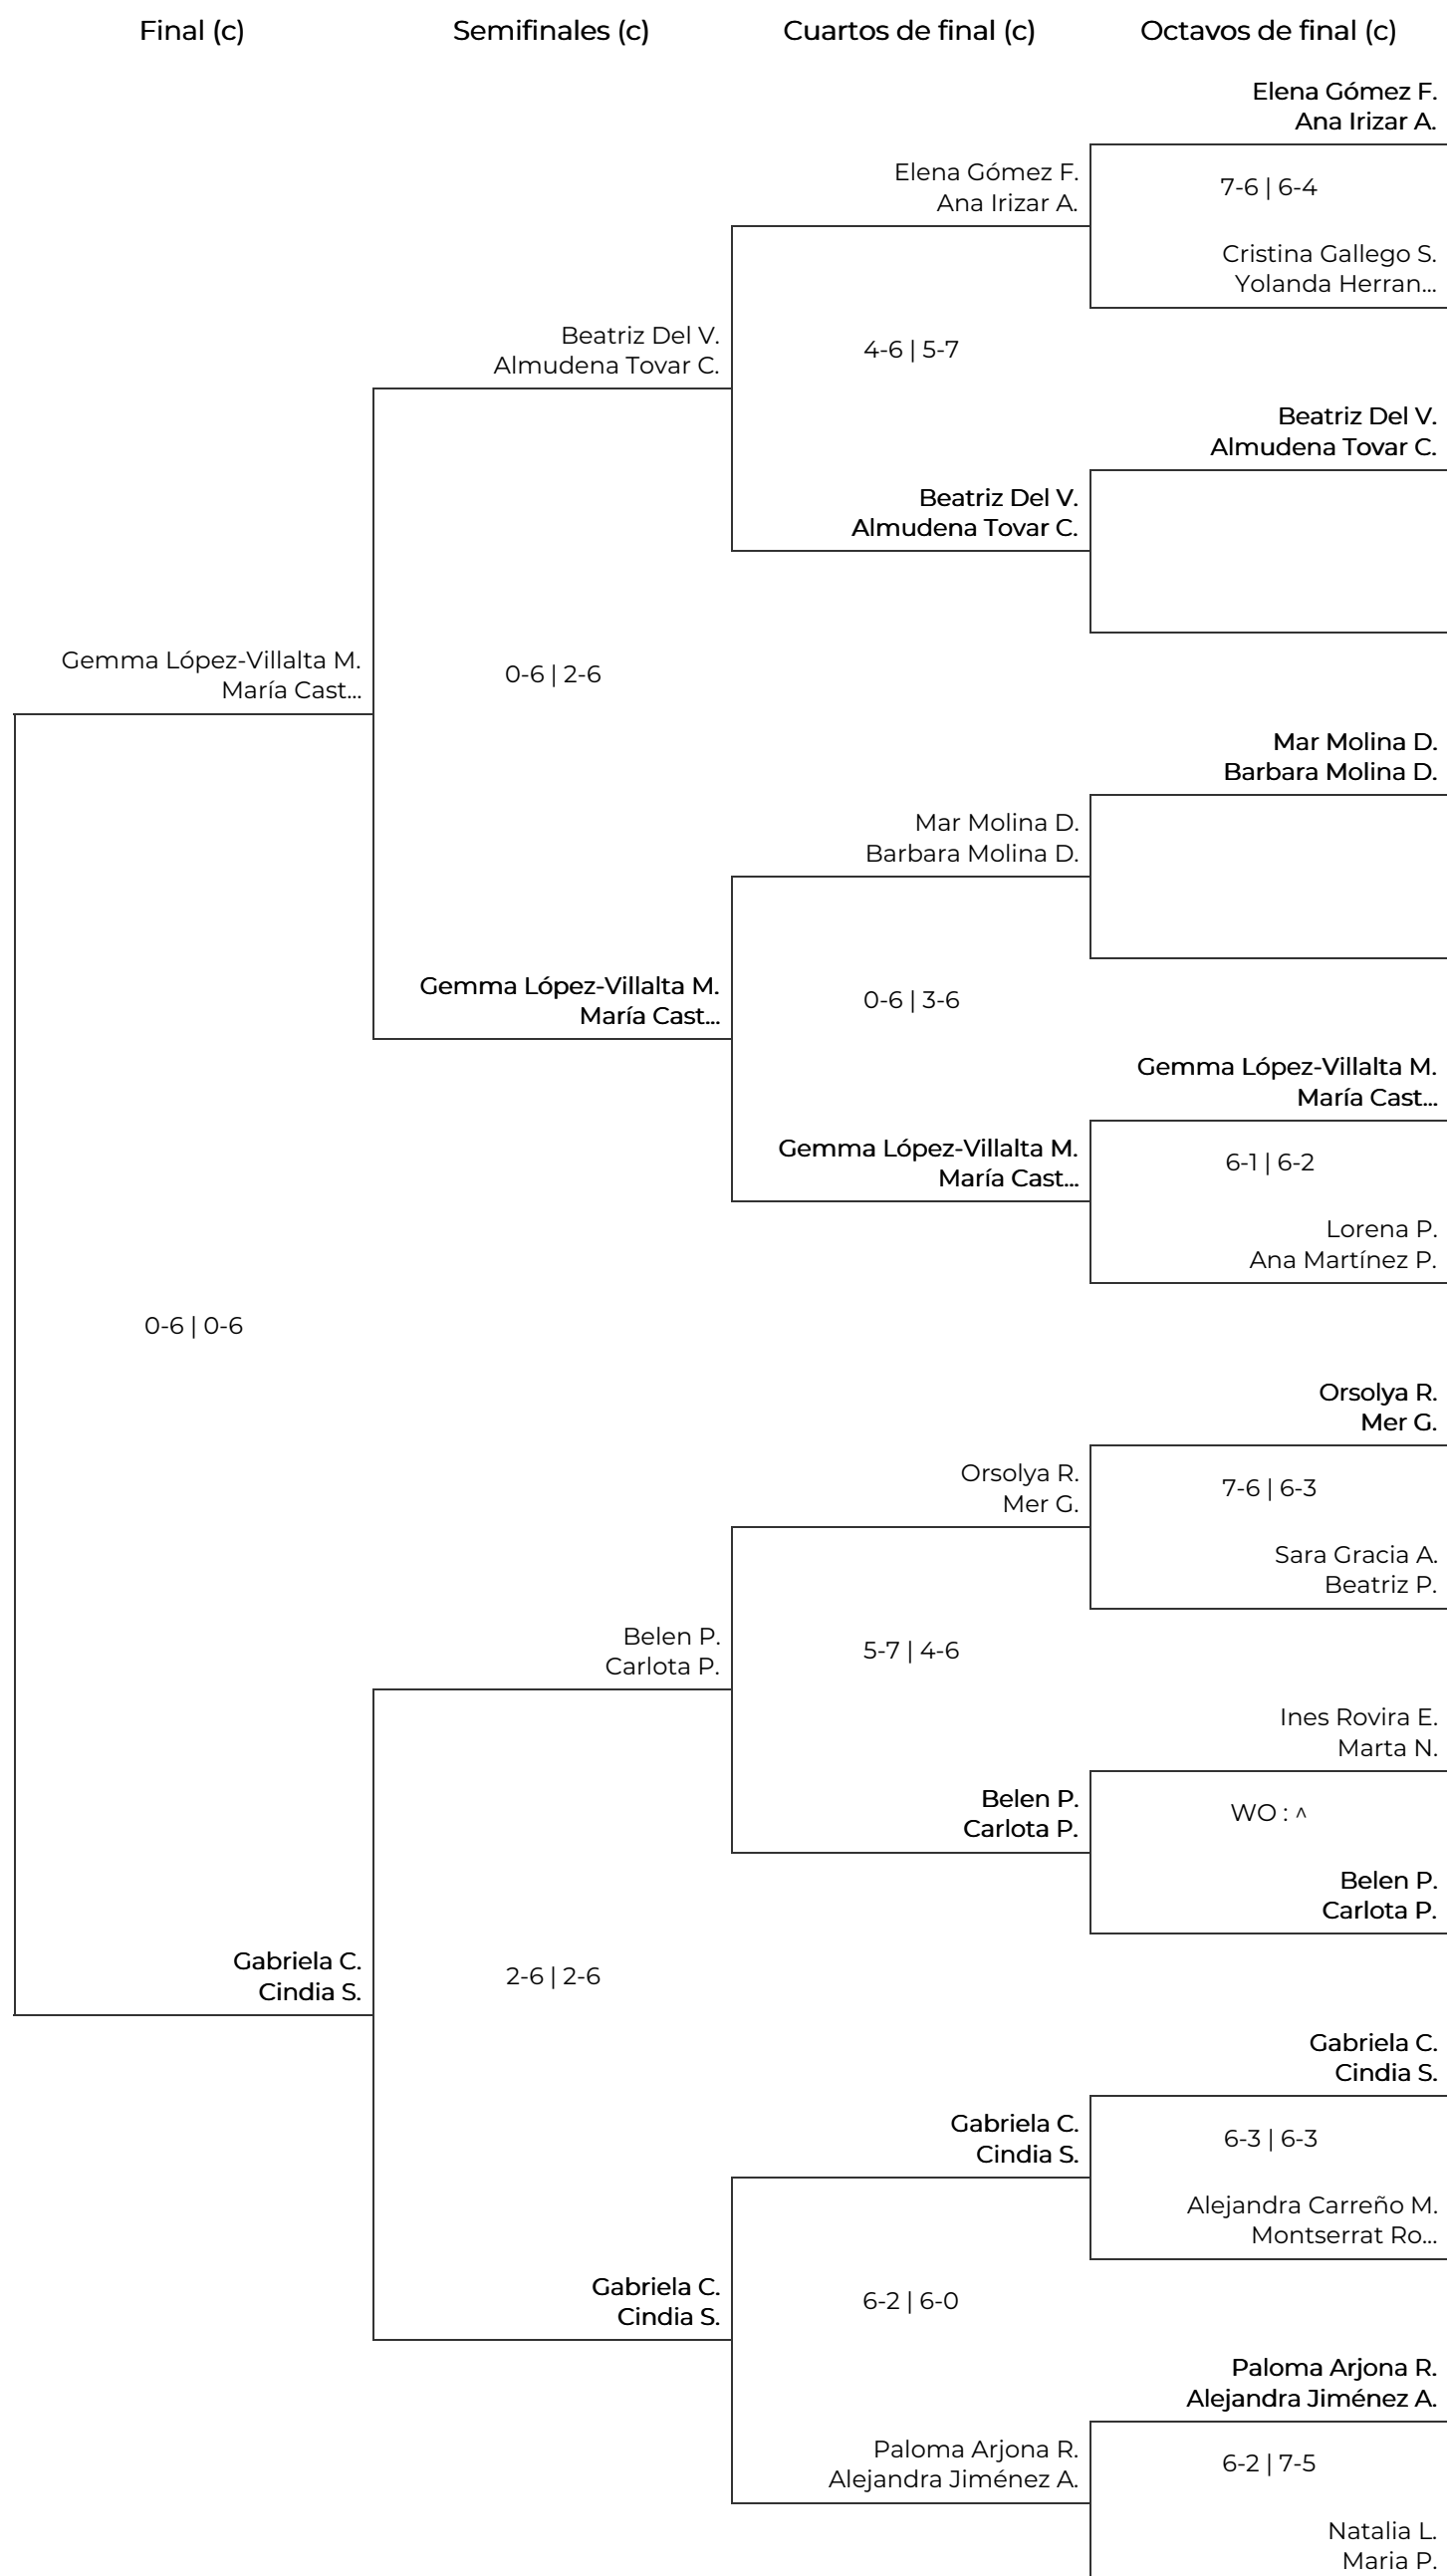 Final (c)
Semifinales (c)
Cuartos de final (c)
Octavos de final (c)
Elena Gómez F.
Ana Irizar A.
Elena Gómez F.
Ana Irizar A.
7-6 | 6-4
Cristina Gallego S.
Yolanda Herran...
Beatriz Del V.
Almudena Tovar C.
4-6 | 5-7
Beatriz Del V.
Almudena Tovar C.
Beatriz Del V.
Almudena Tovar C.
Gemma López-Villalta M.
María Cast...
0-6 | 2-6
Mar Molina D.
Barbara Molina D.
Mar Molina D.
Barbara Molina D.
Gemma López-Villalta M.
María Cast...
0-6 | 3-6
Gemma López-Villalta M.
María Cast...
Gemma López-Villalta M.
María Cast...
6-1 | 6-2
Lorena P.
Ana Martínez P.
0-6 | 0-6
Orsolya R.
Mer G.
Orsolya R.
Mer G.
7-6 | 6-3
Sara Gracia A.
Beatriz P.
Belen P.
Carlota P.
5-7 | 4-6
Ines Rovira E.
Marta N.
Belen P.
Carlota P.
WO : ^
Belen P.
Carlota P.
Gabriela C.
Cindia S.
2-6 | 2-6
Gabriela C.
Cindia S.
Gabriela C.
Cindia S.
6-3 | 6-3
Alejandra Carreño M.
Montserrat Ro...
Gabriela C.
Cindia S.
6-2 | 6-0
Paloma Arjona R.
Alejandra Jiménez A.
Paloma Arjona R.
Alejandra Jiménez A.
6-2 | 7-5
Natalia L.
Maria P.